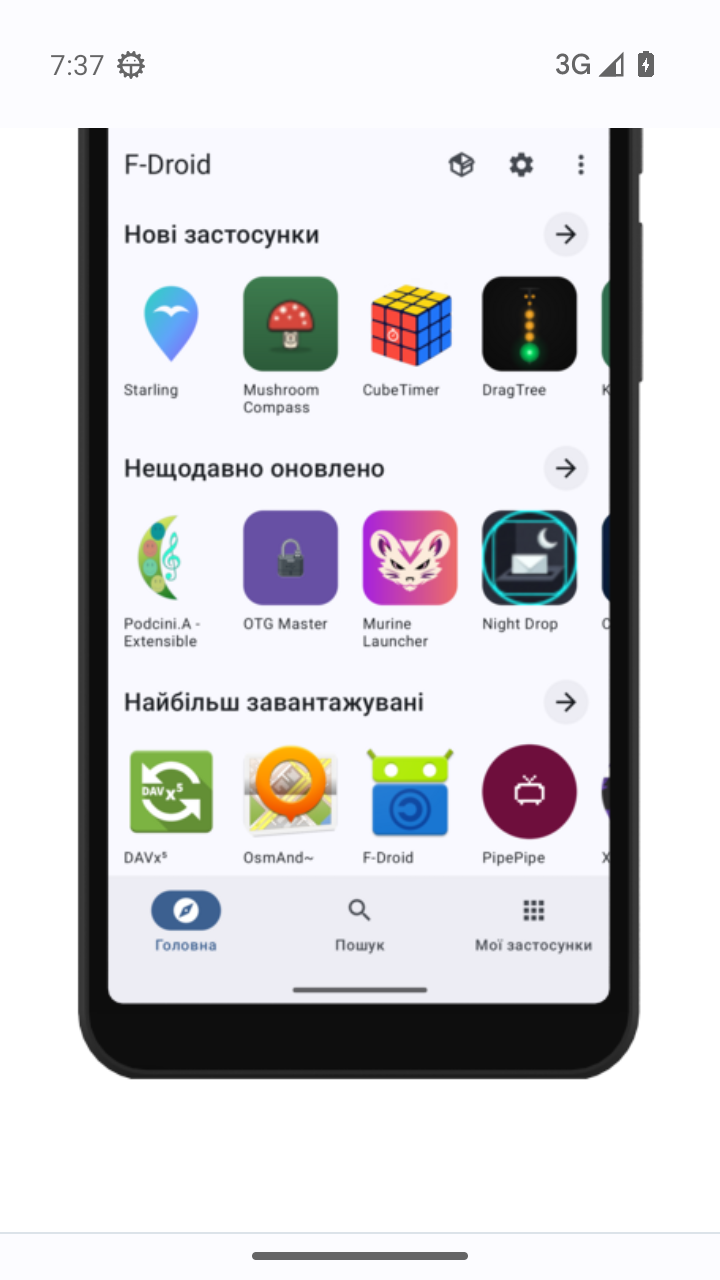 7:37
3G
F-Droid
Нові застосунки
Starling
Mushroom
Compass
CubeTimer
DragTree
K
Нещодавно оновлено
Podcini.A -
Extensible
OTG Master
Murine
Launcher
Night Drop
Найбільш завантажувані
DAVx⁵
DAVx⁵
OsmAnd~
F-Droid
PipePipe
X
Головна
Пошук
Мої застосунки